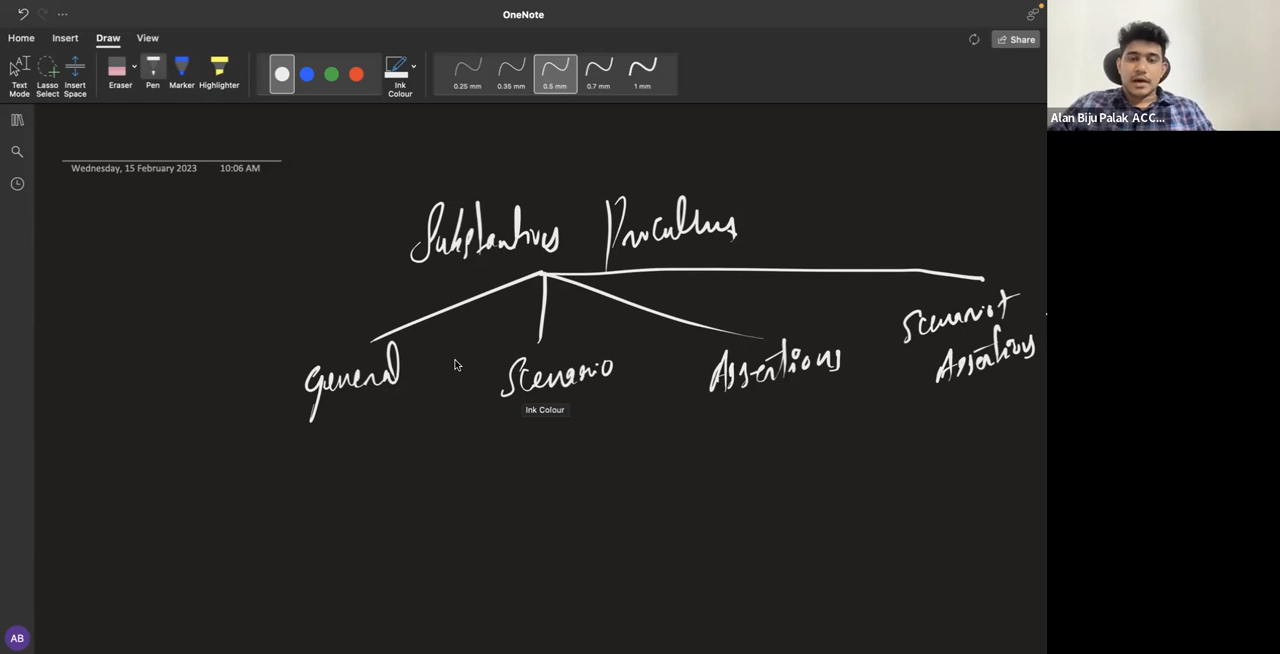 OneNote
Home Insert Draw View
Share
Text Mode
Lasso Select
Insert Space
Eraser
Pen
Marker
Highlighter
Ink Colour
0.25 mm
0.35 mm
0.5 mm
0.7 mm
1 mm
Alan Biju Palak ACC...
Wednesday, 15 February 2023 10:06 AM
Substantives
General
Scenario
Assertions
Scenario +
Assertions
Ink Colour
AB